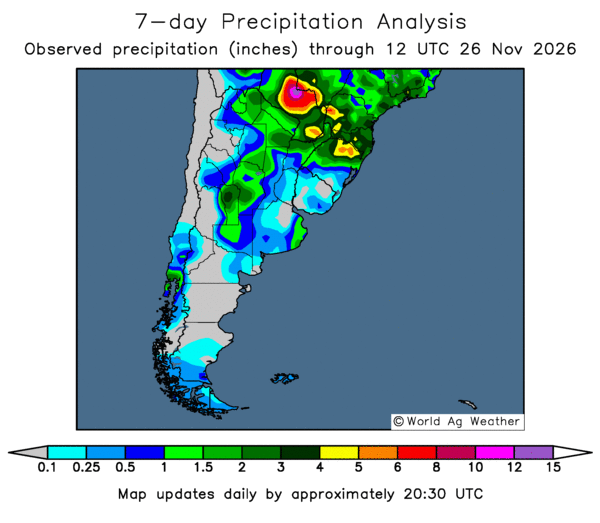 7-day Precipitation Analysis
Observed precipitation (inches) through 12 UTC 26 Nov 2026
© World Ag Weather
0.1 0.25 0.5 1 1.5 2 3 4 5 6 8 10 12 15
Map updates daily by approximately 20:30 UTC